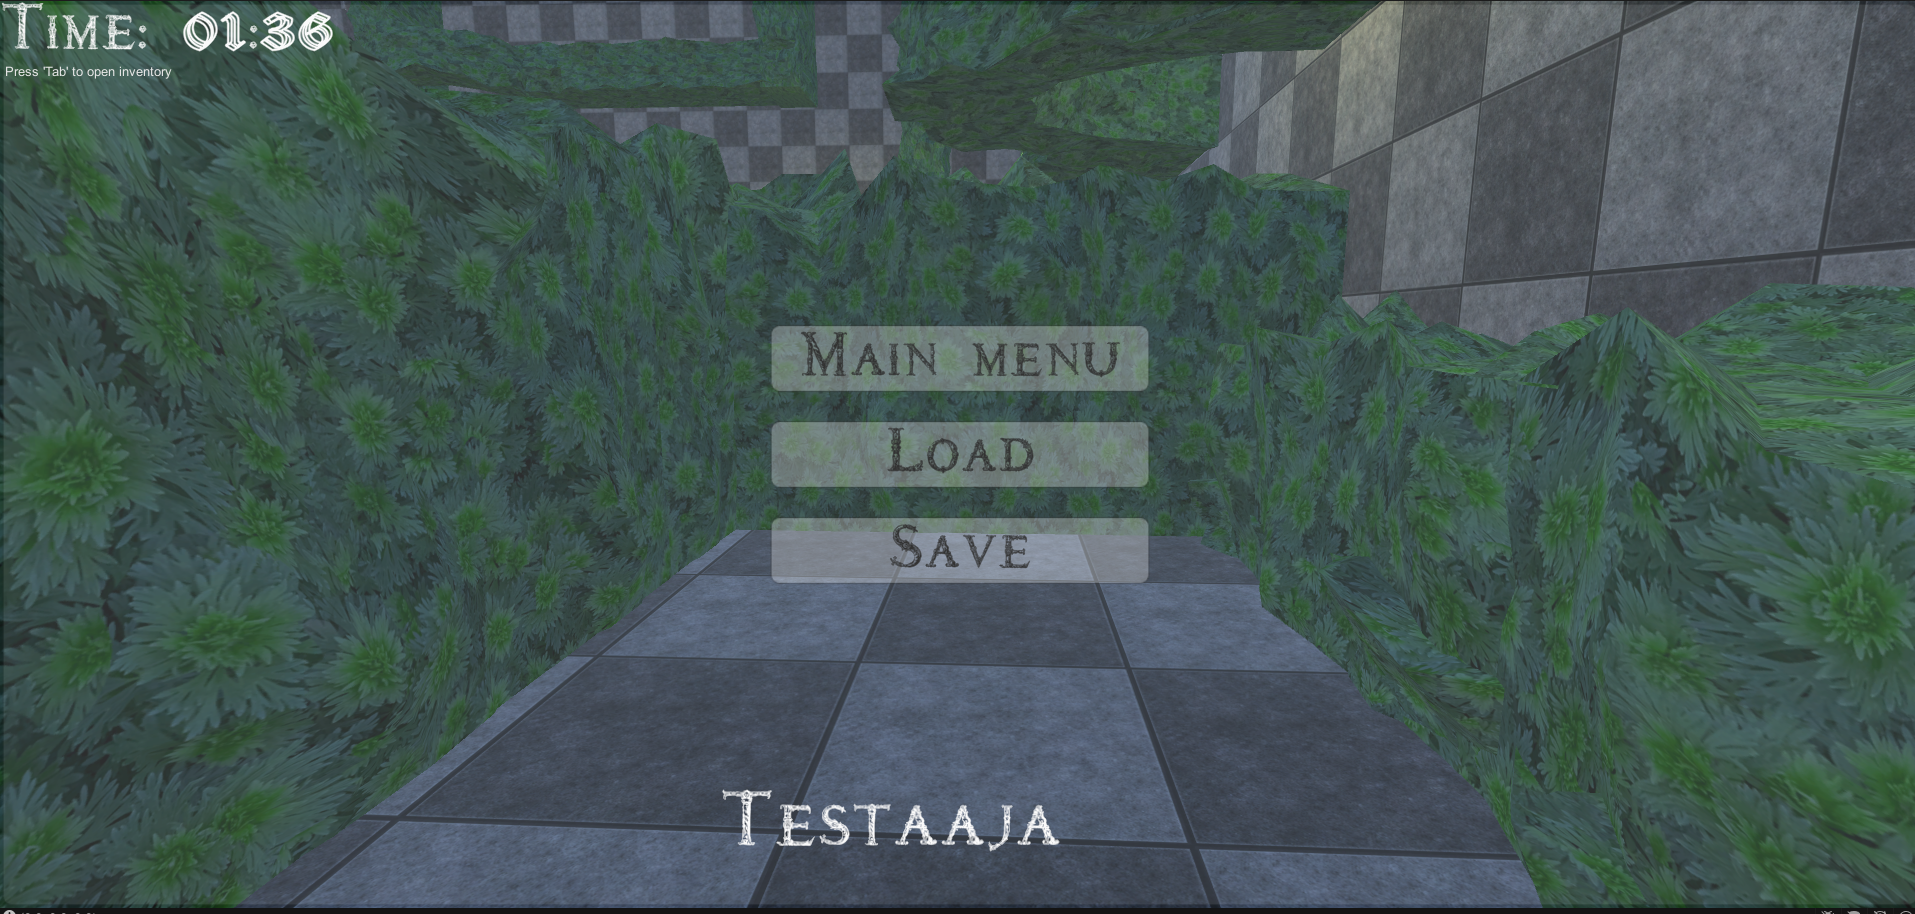 Time: 01:36
Press 'Tab' to open inventory
Main menu
Load
Save
Testaaja